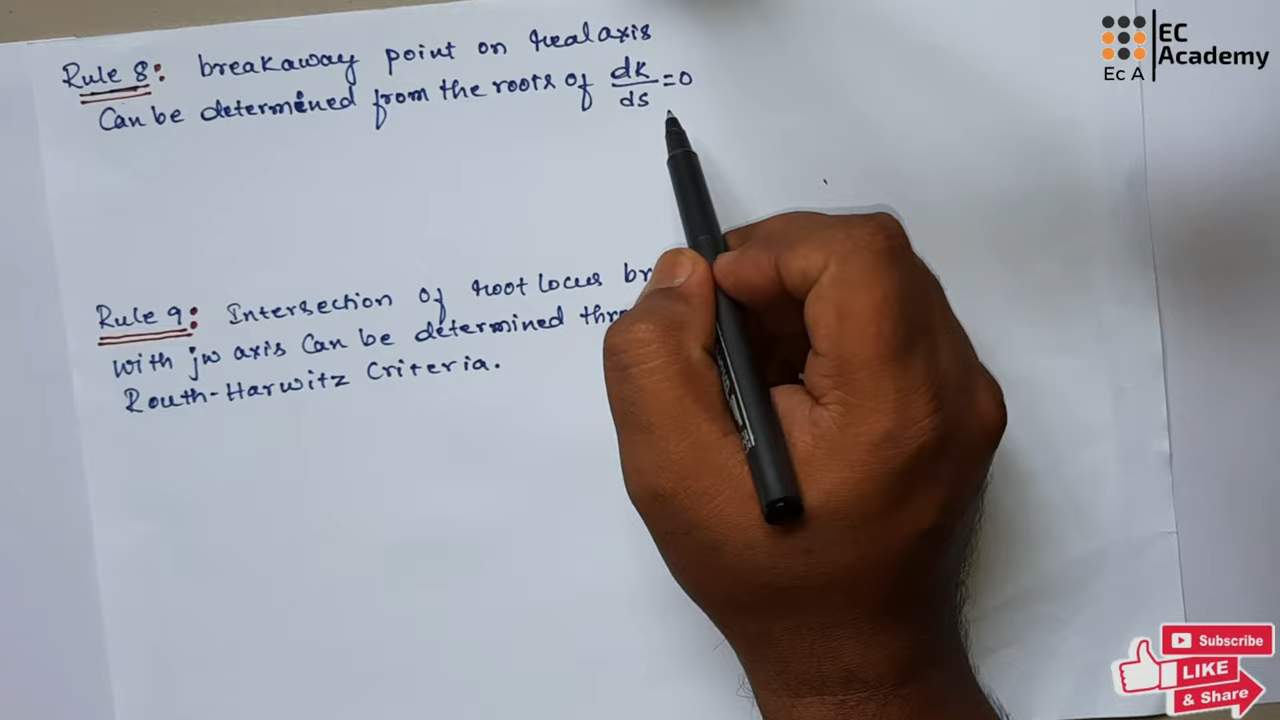 Rule 8: breakaway point on real axis
Can be determined from the roots of dk/ds = 0
Rule 9: Intersection of root locus br
with jw axis Can be determined thr
Routh-Harwitz Criteria.
EC Academy
Ec A
Subscribe
LIKE
& Share